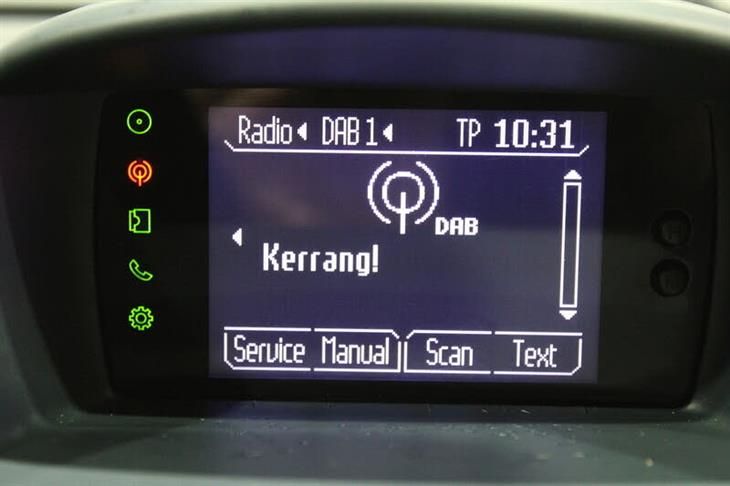 Radio DAB 1 TP 10:31
DAB
Kerrang!
Service Manual Scan Text